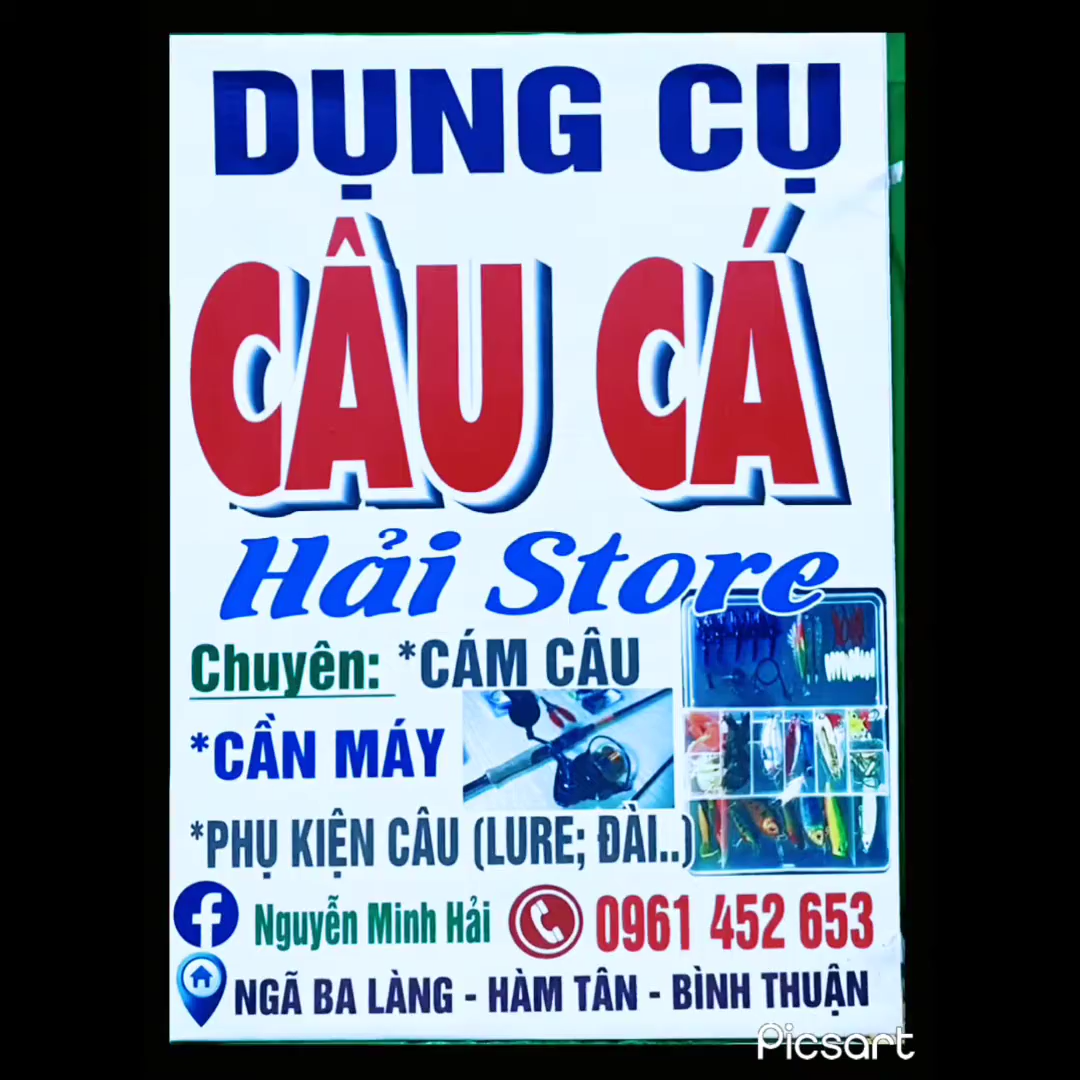 DỤNG CỤ
CÂU CÁ
Hải Store
Chuyên: *CÁM CÂU
*CẦN MÁY
*PHỤ KIỆN CÂU (LURE; ĐÀI..)
Nguyễn Minh Hải 0961 452 653
NGÃ BA LÀNG - HÀM TÂN - BÌNH THUẬN
Picsart